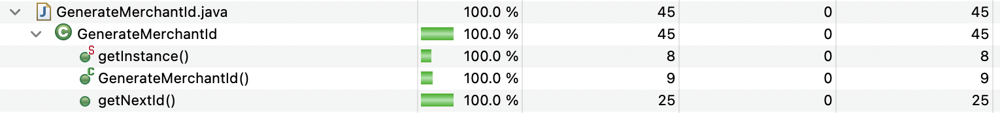 J GenerateMerchantId.java 100.0 % 45 0 45
C GenerateMerchantId 100.0 % 45 0 45
S getInstance() 100.0 % 8 0 8
C GenerateMerchantId() 100.0 % 9 0 9
getNextId() 100.0 % 25 0 25